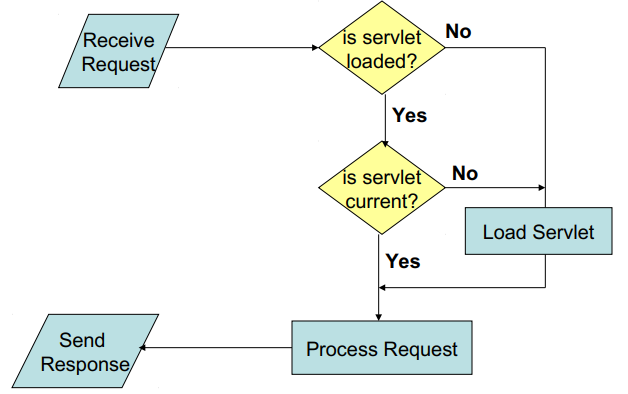 Receive
Request
is servlet
loaded?
No
Yes
is servlet
current?
No
Load Servlet
Yes
Process Request
Send
Response